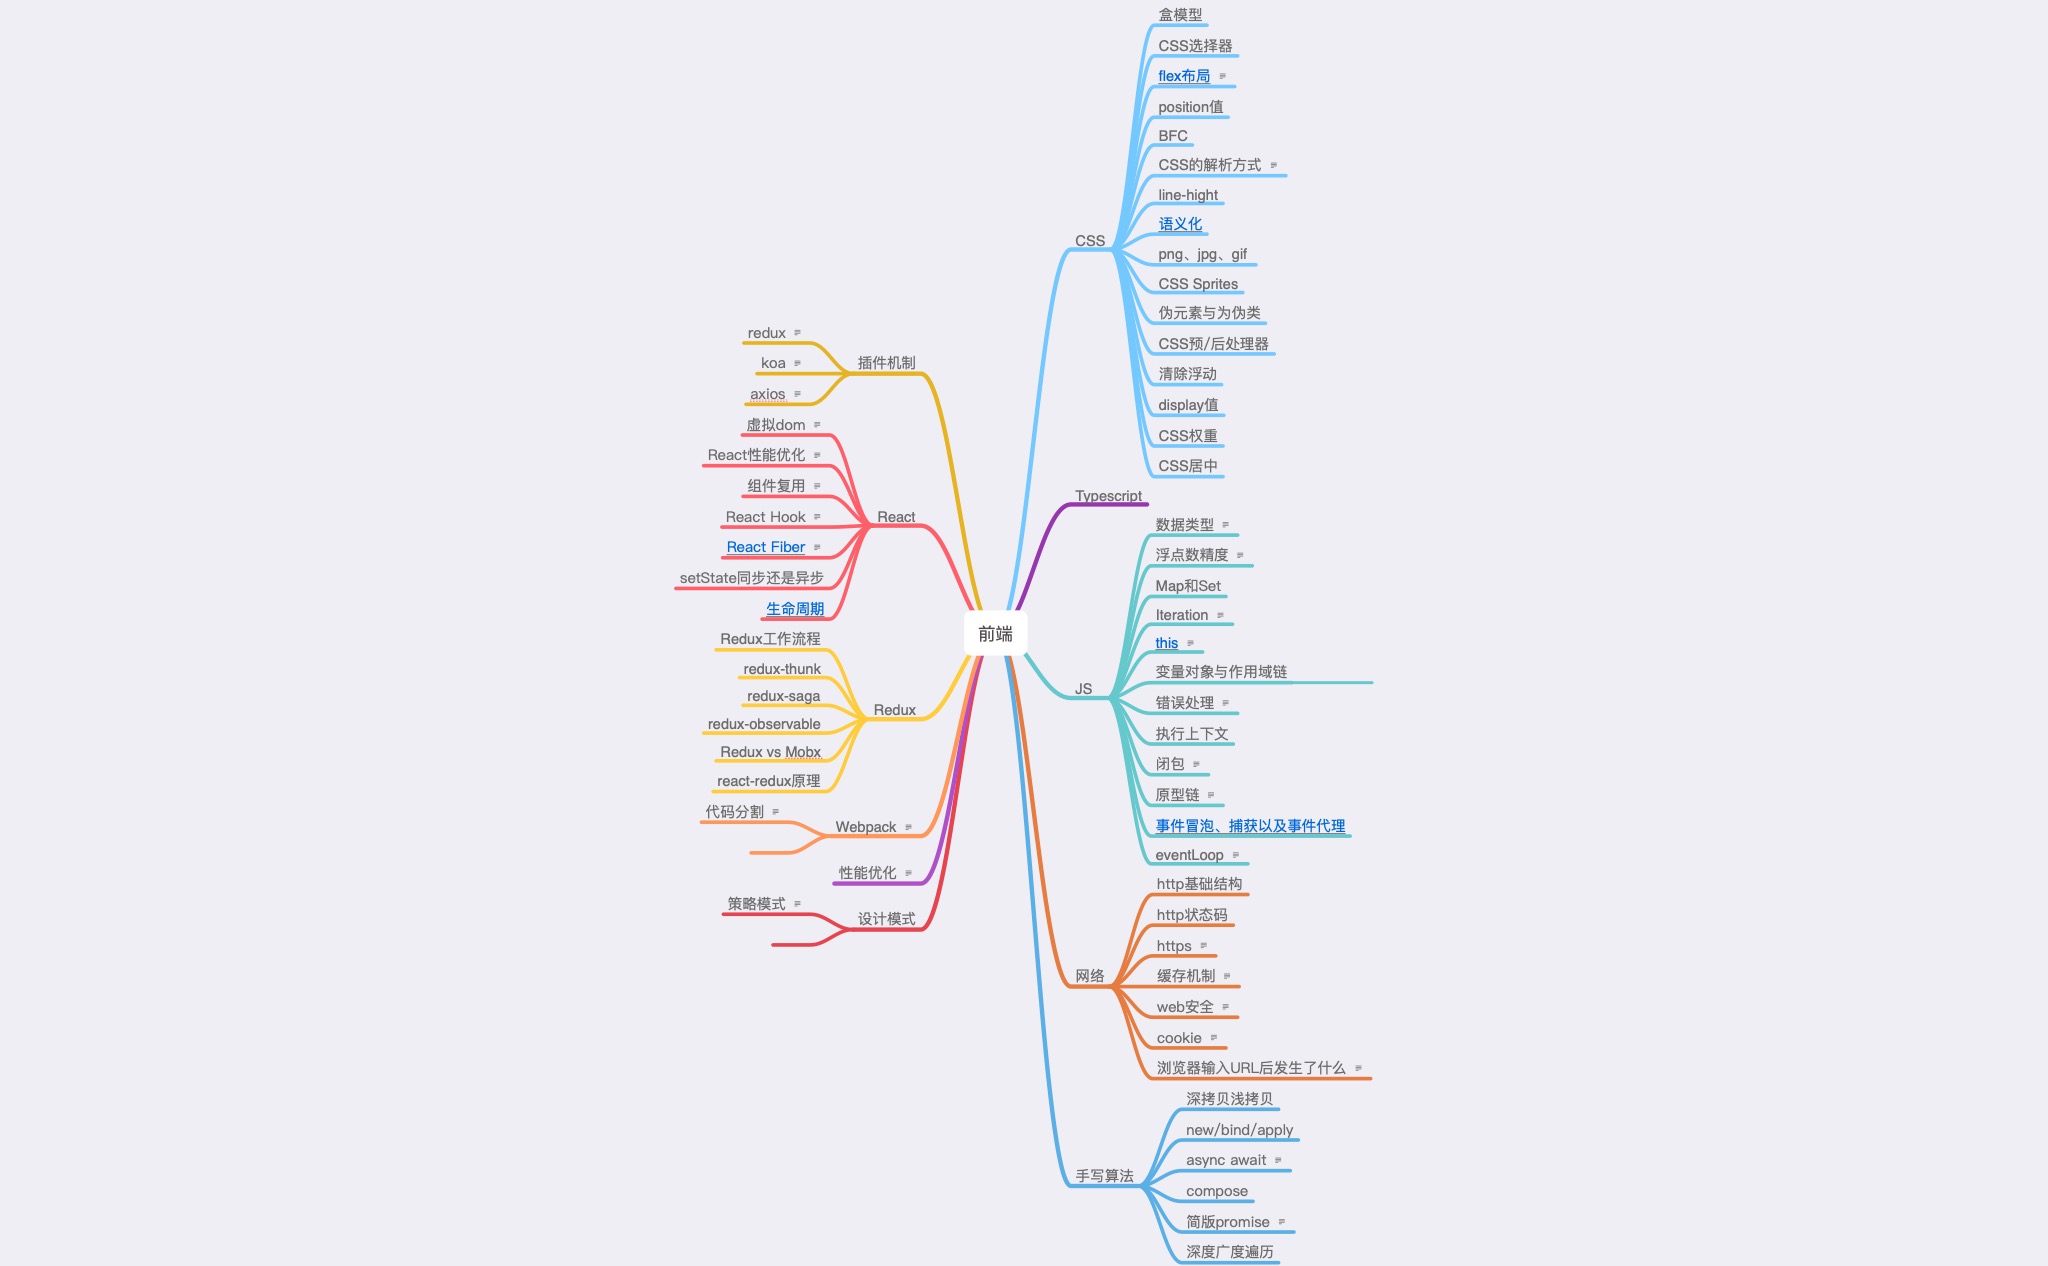 前端
CSS
盒模型
CSS选择器
flex布局
position值
BFC
CSS的解析方式
line-hight
语义化
png、jpg、gif
CSS Sprites
伪元素与为伪类
CSS预/后处理器
清除浮动
display值
CSS权重
CSS居中
Typescript
JS
数据类型
浮点数精度
Map和Set
Iteration
this
变量对象与作用域链
错误处理
执行上下文
闭包
原型链
事件冒泡、捕获以及事件代理
eventLoop
网络
http基础结构
http状态码
https
缓存机制
web安全
cookie
浏览器输入URL后发生了什么
手写算法
深拷贝浅拷贝
new/bind/apply
async await
compose
简版promise
深度广度遍历
插件机制
redux
koa
axios
React
虚拟dom
React性能优化
组件复用
React Hook
React Fiber
setState同步还是异步
生命周期
Redux
Redux工作流程
redux-thunk
redux-saga
redux-observable
Redux vs Mobx
react-redux原理
Webpack
代码分割
性能优化
设计模式
策略模式